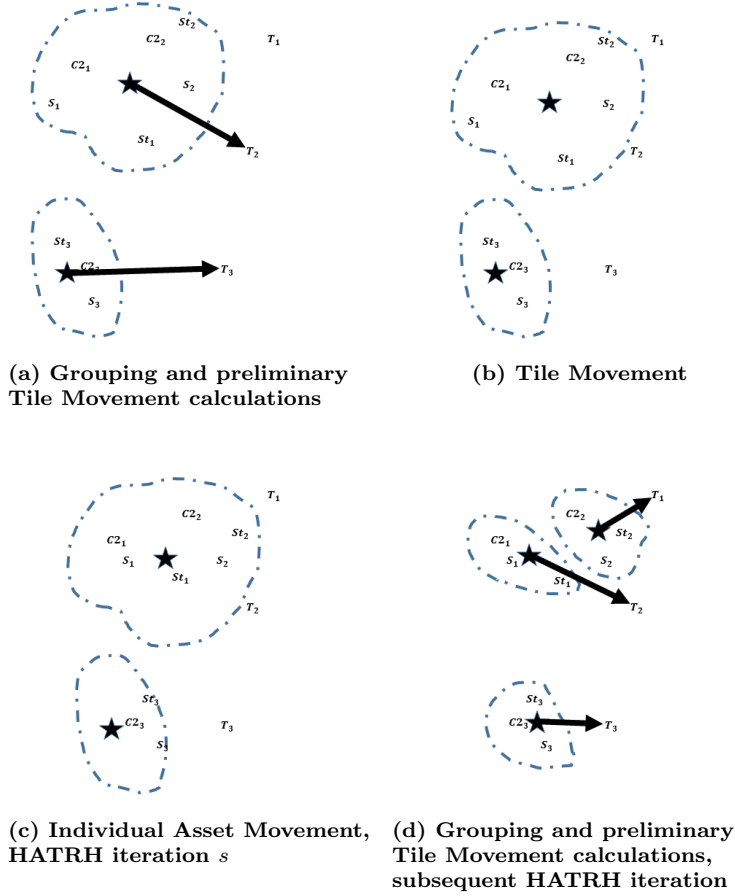 St₂
T₁
C2₂
C2₁
S₂
S₁
St₁
T₂
St₃
C2₃
T₃
S₃
(a) Grouping and preliminary
Tile Movement calculations
St₂
T₁
C2₂
C2₁
S₂
S₁
St₁
T₂
St₃
C2₃
T₃
S₃
(b) Tile Movement
T₁
C2₂
St₂
C2₁
S₁
S₂
St₁
T₂
St₃
C2₃
T₃
S₃
(c) Individual Asset Movement,
HATRH iteration s
T₁
C2₂
St₂
C2₁
S₁
S₂
St₁
T₂
St₃
C2₃
T₃
S₃
(d) Grouping and preliminary
Tile Movement calculations,
subsequent HATRH iteration